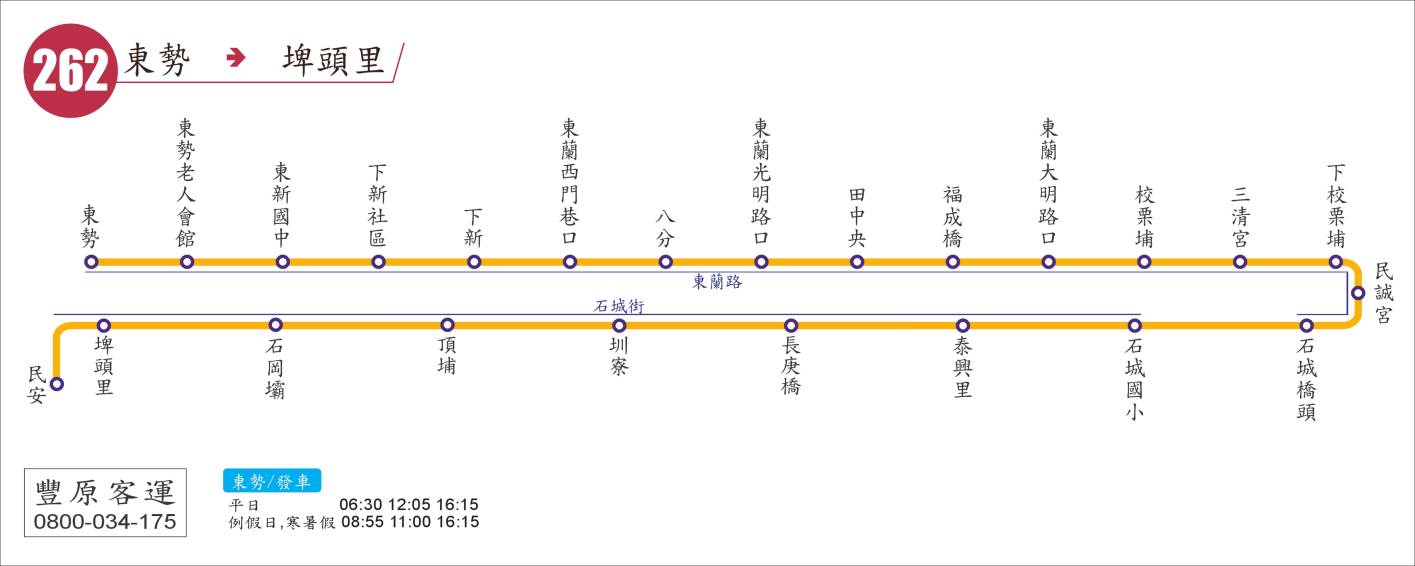 262
東勢 → 埤頭里
東勢
東勢老人會館
東新國中
下新社區
下新
東蘭西門巷口
八分
東蘭光明路口
田中央
福成橋
東蘭大明路口
校栗埔
三清宮
下校栗埔
民誠宮
東蘭路
石城街
石城橋頭
石城國小
泰興里
長庚橋
圳寮
頂埔
石岡壩
埤頭里
民安
豐原客運
0800-034-175
東勢/發車
平日 06:30 12:05 16:15
例假日,寒暑假 08:55 11:00 16:15